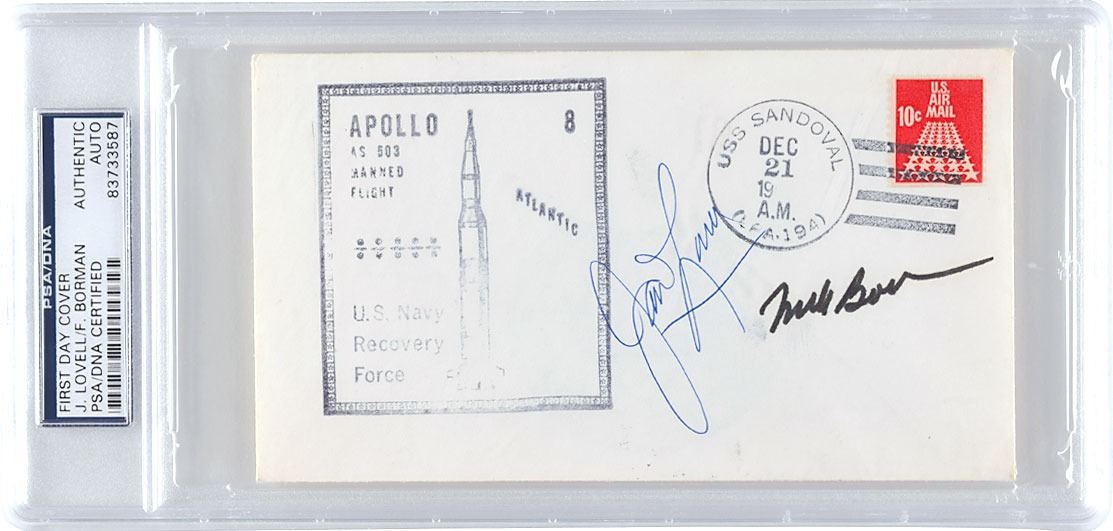 PSA/DNA
FIRST DAY COVER
J. LOVELL/F. BORMAN
PSA/DNA CERTIFIED
AUTHENTIC
AUTO
83733587
APOLLO 8
AS 503
MANNED
FLIGHT
ATLANTIC
U.S. Navy
Recovery
Force
USS SANDOVAL
DEC
21
19
A.M.
(LPA-194)
U.S.
AIR
MAIL
10c